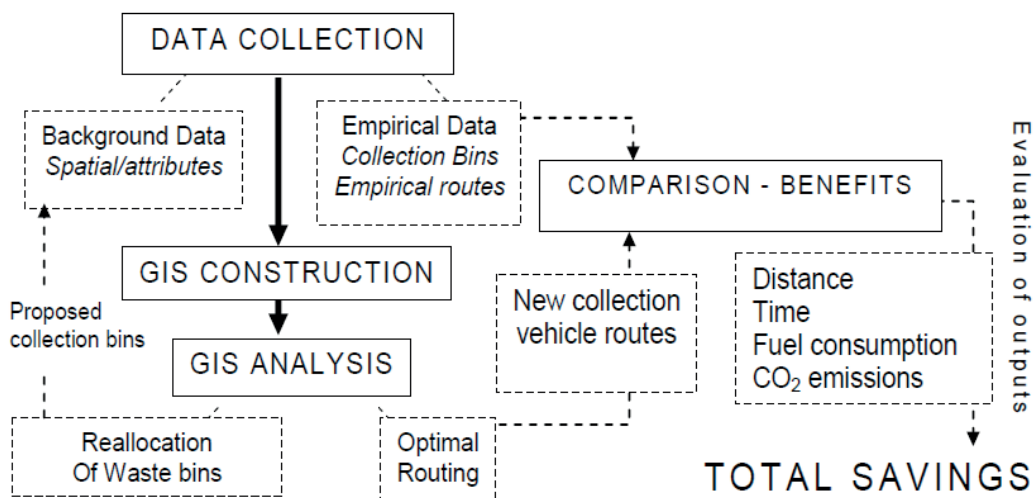 DATA COLLECTION
Background Data
Spatial/attributes
Empirical Data
Collection Bins
Empirical routes
COMPARISON - BENEFITS
Evaluation of outputs
GIS CONSTRUCTION
Proposed
collection bins
New collection
vehicle routes
Distance
Time
Fuel consumption
CO₂ emissions
GIS ANALYSIS
Reallocation
Of Waste bins
Optimal
Routing
TOTAL SAVINGS